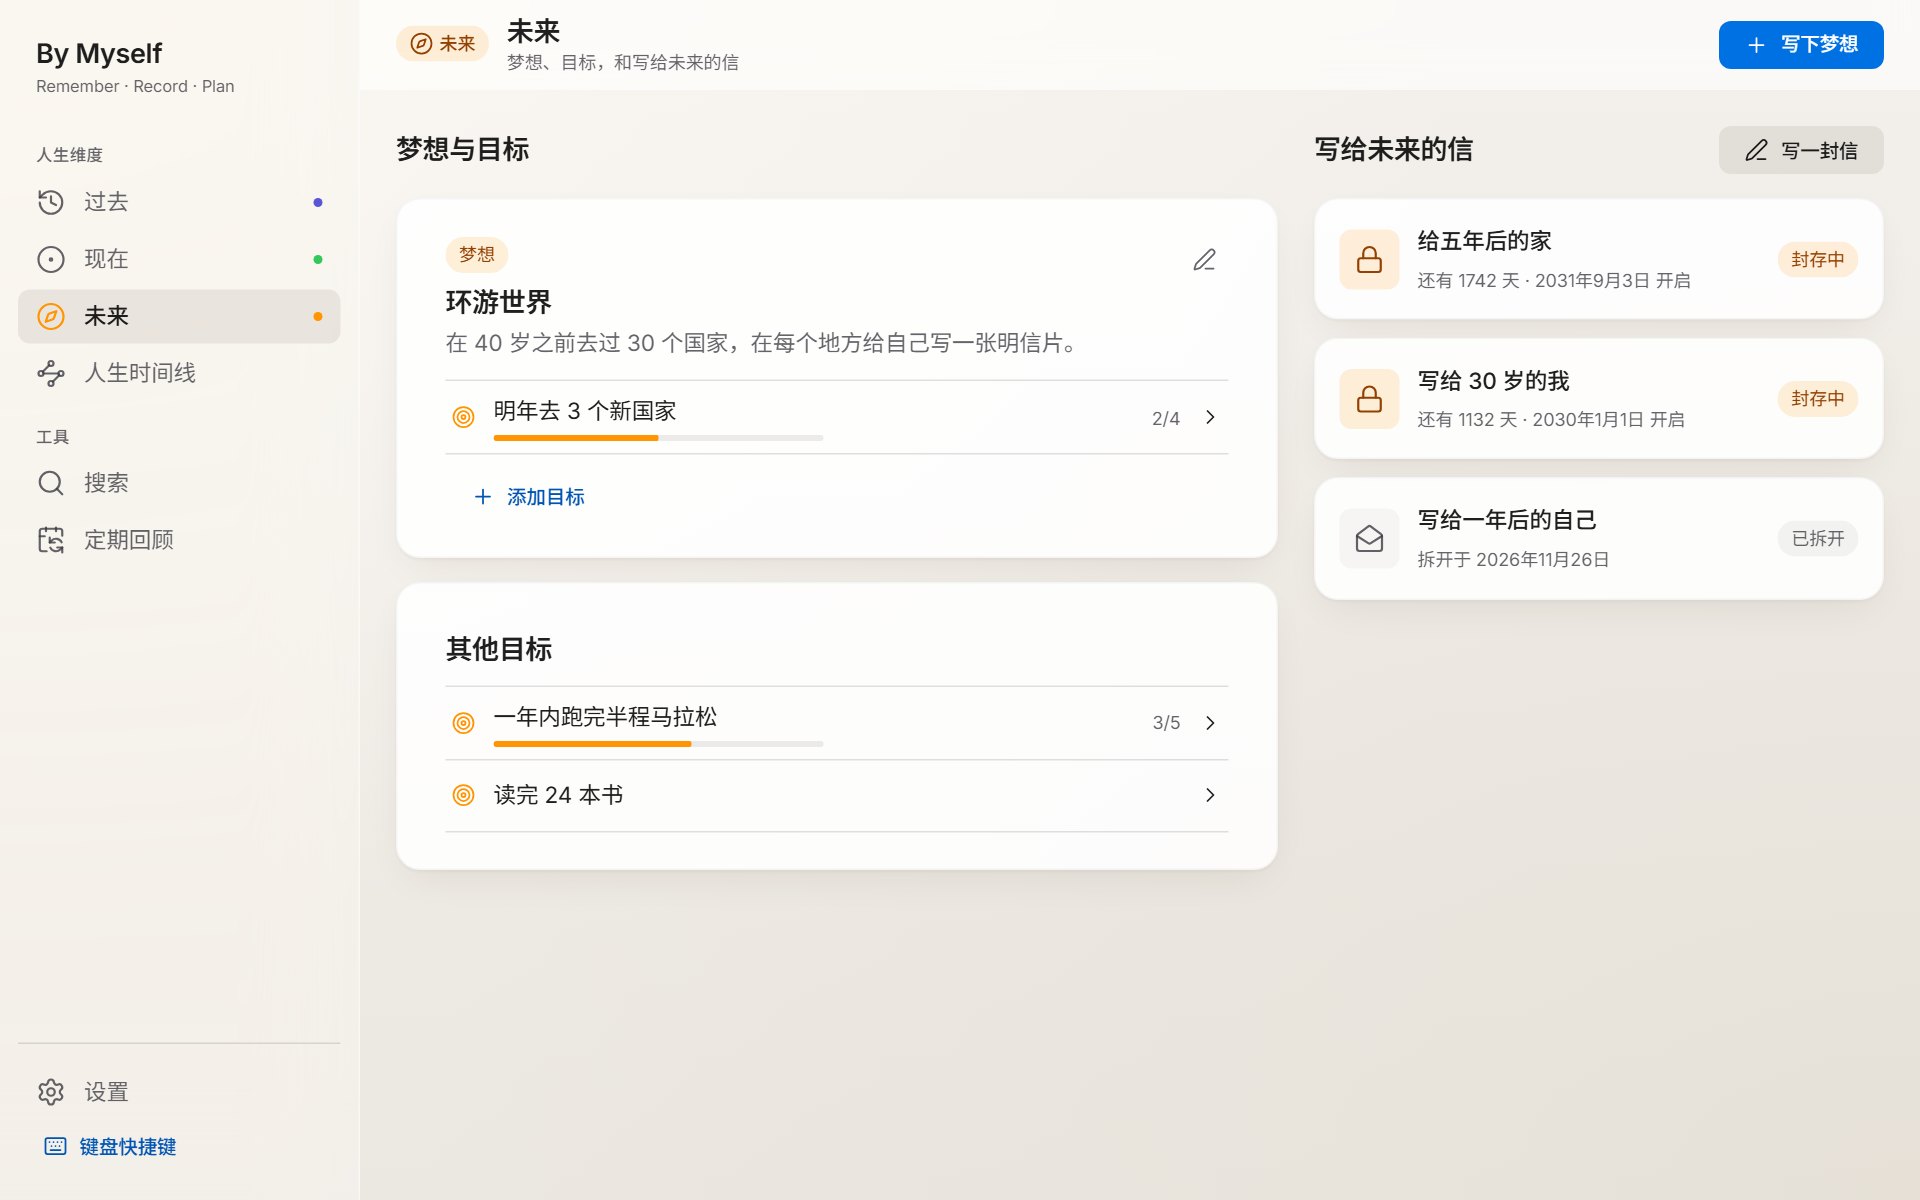 By Myself
Remember · Record · Plan
人生维度
过去
现在
未来
人生时间线
工具
搜索
定期回顾
设置
键盘快捷键
未来
未来
梦想、目标，和写给未来的信
写下梦想
梦想与目标
梦想
环游世界
在 40 岁之前去过 30 个国家，在每个地方给自己写一张明信片。
明年去 3 个新国家
2/4
添加目标
其他目标
一年内跑完半程马拉松
3/5
读完 24 本书
写给未来的信
写一封信
给五年后的家
还有 1742 天 · 2031年9月3日 开启
封存中
写给 30 岁的我
还有 1132 天 · 2030年1月1日 开启
封存中
写给一年后的自己
拆开于 2026年11月26日
已拆开